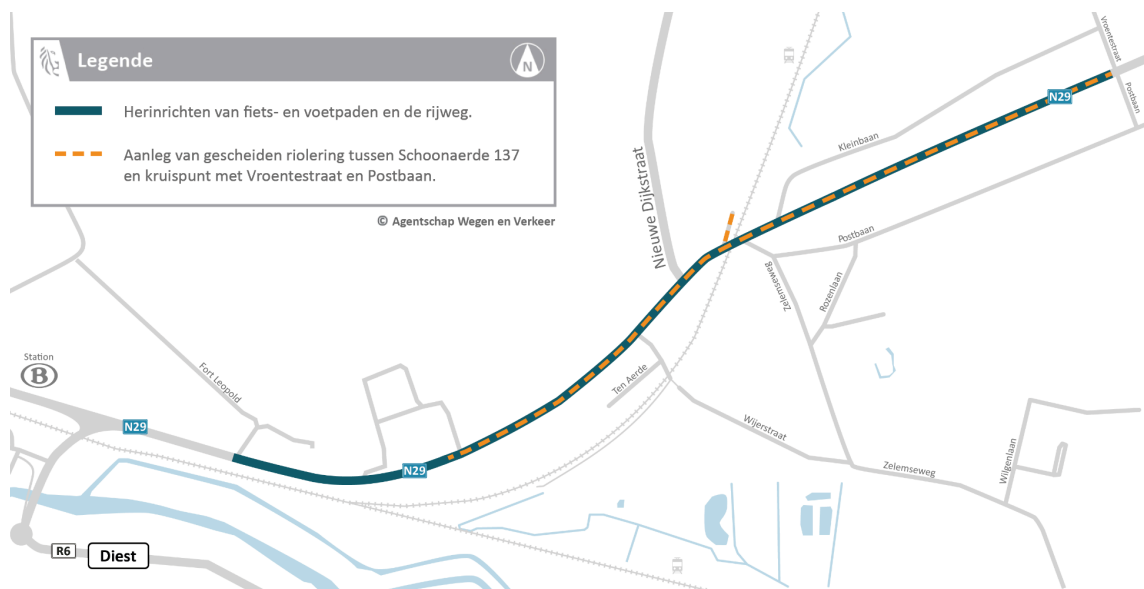 Legende
N
Herinrichten van fiets- en voetpaden en de rijweg.
Aanleg van gescheiden riolering tussen Schoonaerde 137
en kruispunt met Vroentestraat en Postbaan.
© Agentschap Wegen en Verkeer
Vroentestraat
Postbaan
N29
Kleinbaan
Nieuwe Dijkstraat
Postbaan
Zelemseweg
Rozenlaan
Station
B
Fort Leopold
Ten Aerde
N29
Wijerstraat
N29
Zelemseweg
Wilgenlaan
R6
Diest